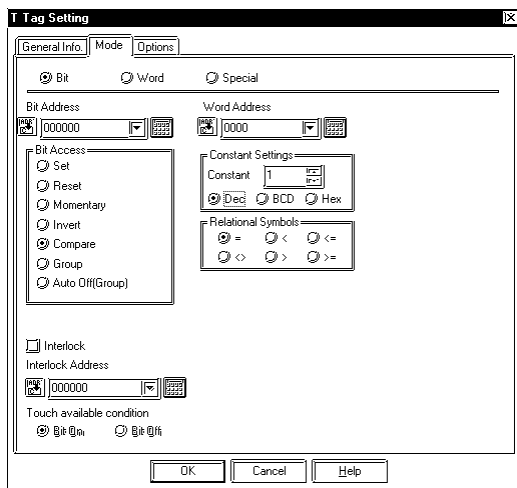 T Tag Setting
General Info. Mode Options
Bit Word Special
Bit Address Word Address
000000 0000
Bit Access
Set
Reset
Momentary
Invert
Compare
Group
Auto Off(Group)
Constant Settings
Constant 1
Dec BCD Hex
Relational Symbols
= < <=
<> > >=
Interlock
Interlock Address
000000
Touch available condition
Bit On Bit Off
OK Cancel Help